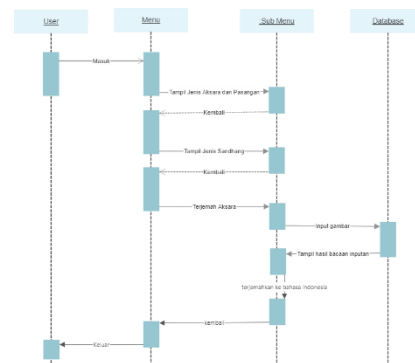 User
Menu
:Sub Menu
Database
Masuk
Tampil Jenis Aksara dan Pasangan
Kembali
Tampil Jenis Sandhang
Kembali
Terjemah Aksara
Input gambar
Tampil hasil bacaan inputan
terjemahkan ke bahasa Indonesia
kembali
Keluar